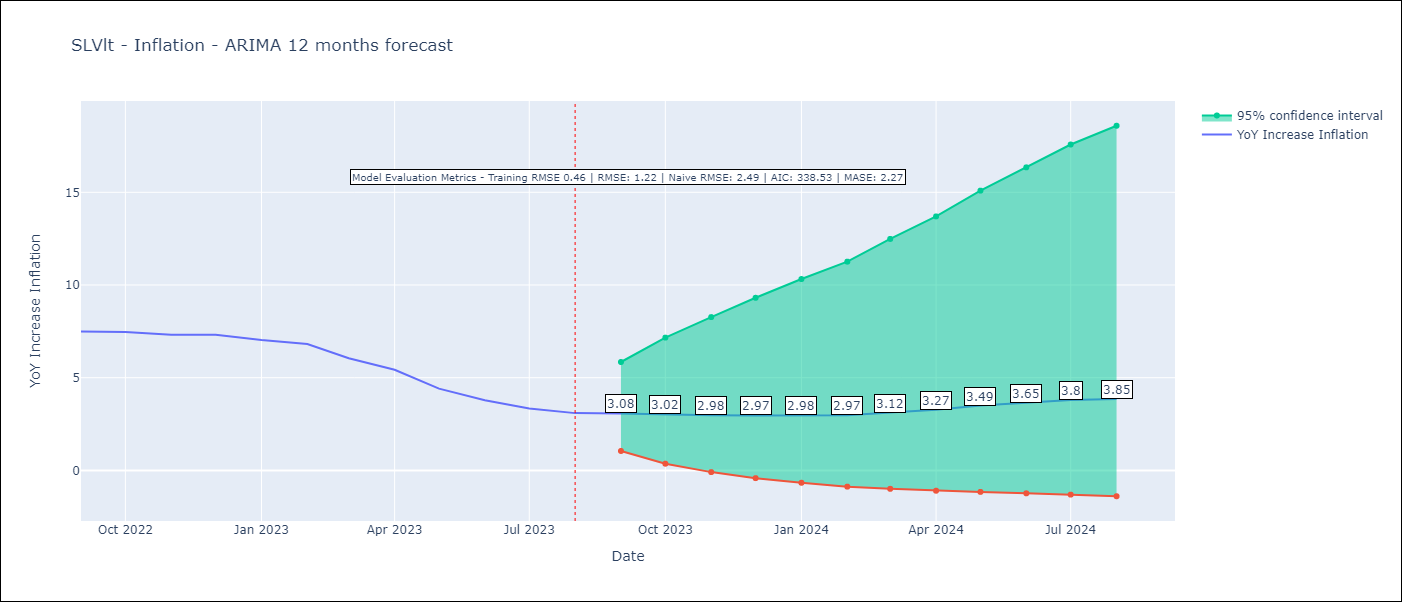 SLVlt - Inflation - ARIMA 12 months forecast
95% confidence interval
YoY Increase Inflation
Model Evaluation Metrics - Training RMSE 0.46 | RMSE: 1.22 | Naive RMSE: 2.49 | AIC: 338.53 | MASE: 2.27
YoY Increase Inflation
15
10
5
0
3.08
3.02
2.98
2.97
2.98
2.97
3.12
3.27
3.49
3.65
3.8
3.85
Oct 2022
Jan 2023
Apr 2023
Jul 2023
Oct 2023
Jan 2024
Apr 2024
Jul 2024
Date